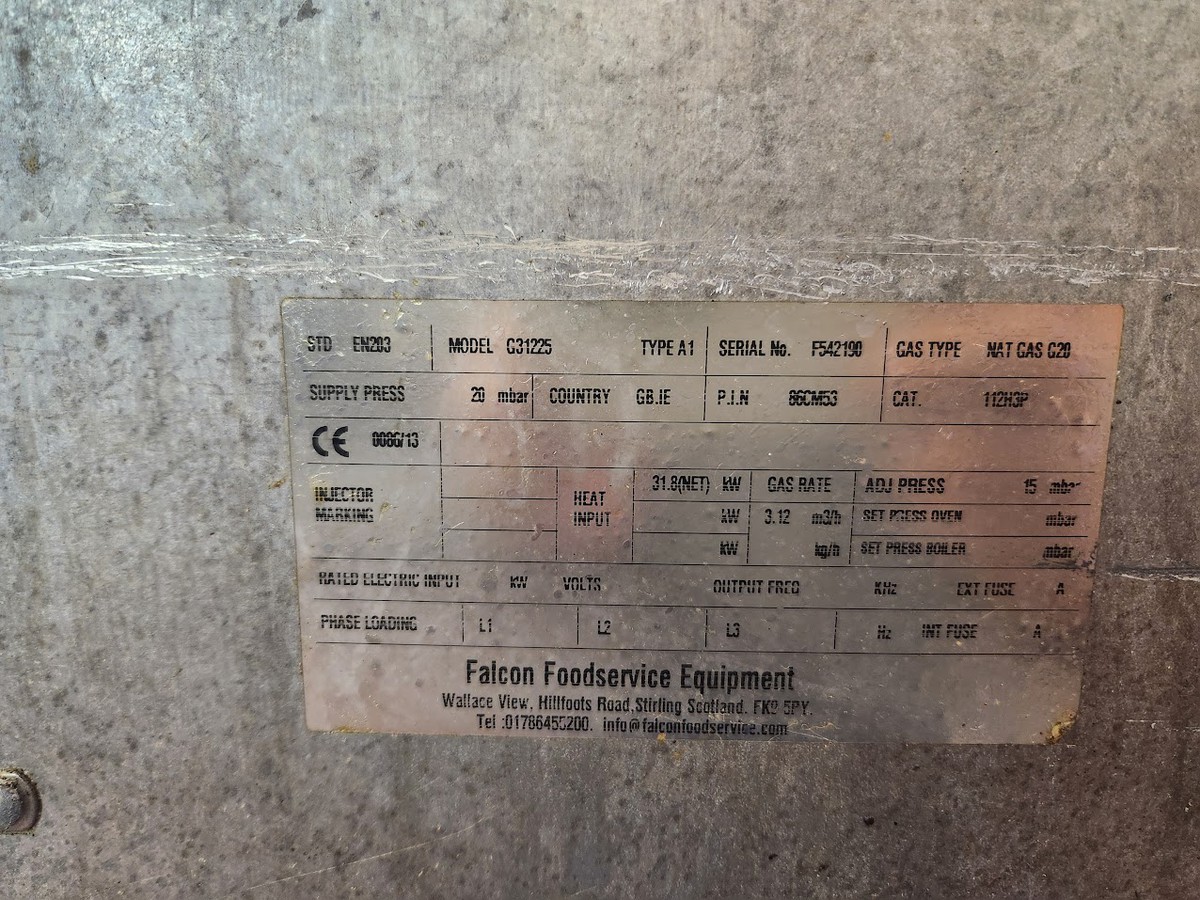 STD EN203 MODEL G31225 TYPE A1 SERIAL No. F542190 GAS TYPE NAT GAS G20
SUPPLY PRESS 20 mbar COUNTRY GB.IE P.I.N 86CM53 CAT. 112H3P
CE 0086/13
INJECTOR MARKING HEAT INPUT 31.8(NET) kW GAS RATE ADJ PRESS 15 mbar
kW 3.12 m3/h SET PRESS OVEN mbar
kW kg/h SET PRESS BOILER mbar
RATED ELECTRIC INPUT kW VOLTS OUTPUT FREQ KHz EXT FUSE A
PHASE LOADING L1 L2 L3 Hz INT FUSE A
Falcon Foodservice Equipment
Wallace View, Hillfoots Road,Stirling Scotland. FK9 5PY.
Tel :01786455200. info@falconfoodservice.com